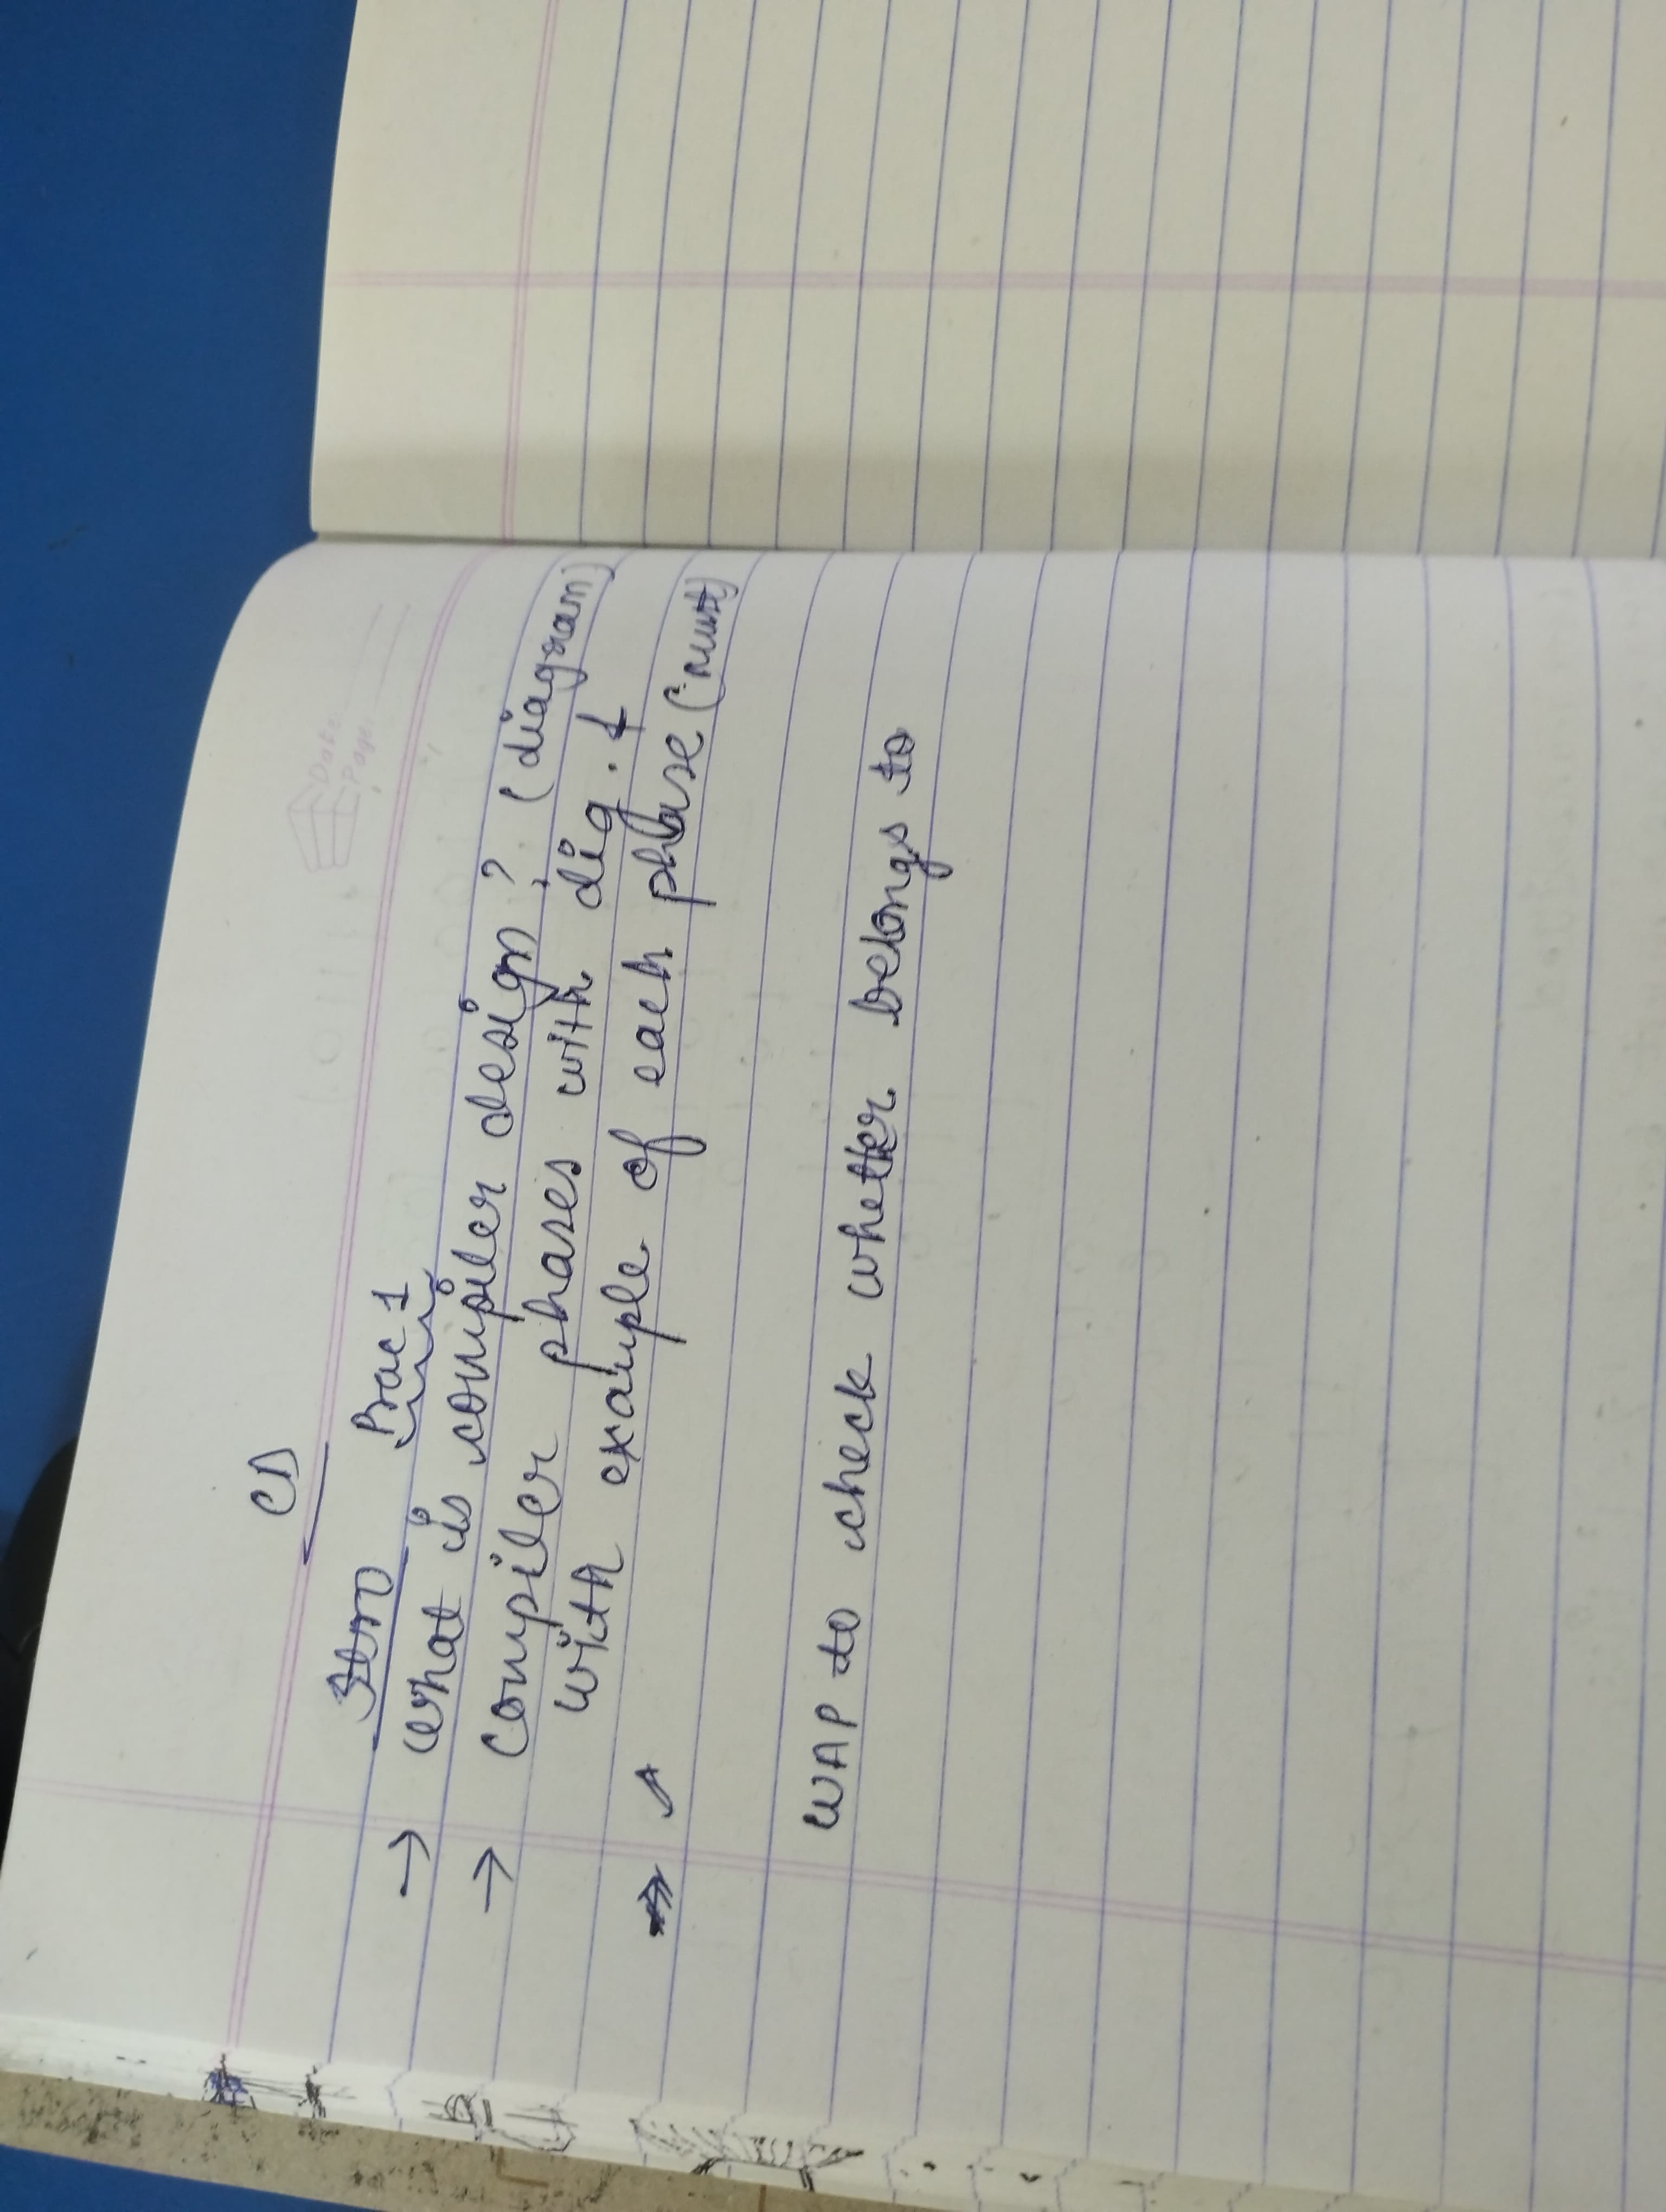 CD
Prac 1
→ what is compiler design? (diagram)
→ Compiler phases with dig. &
with example of each phase (must)
WAP to check whether belongs to
Date:
Page: